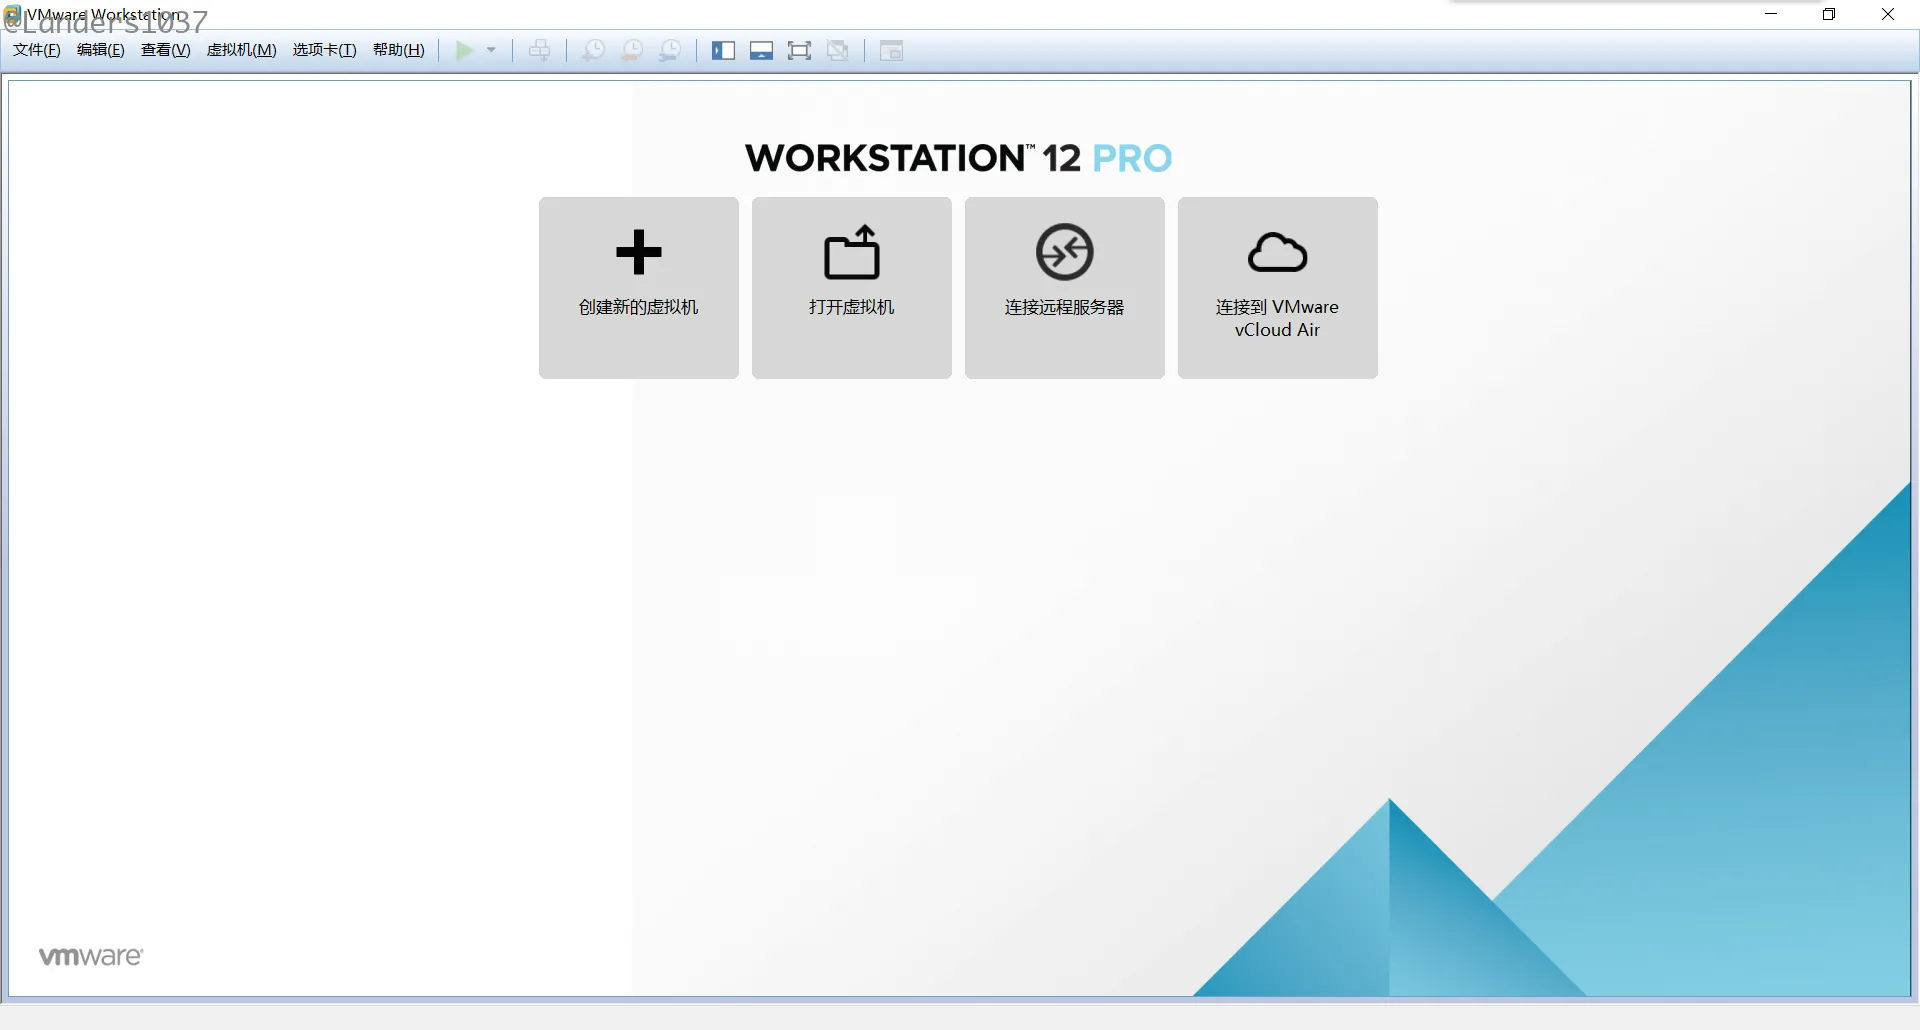 VMware Workstation
@Landers1037
文件(F) 编辑(E) 查看(V) 虚拟机(M) 选项卡(T) 帮助(H)
WORKSTATION™ 12 PRO
创建新的虚拟机
打开虚拟机
连接远程服务器
连接到 VMware
vCloud Air
vmware®